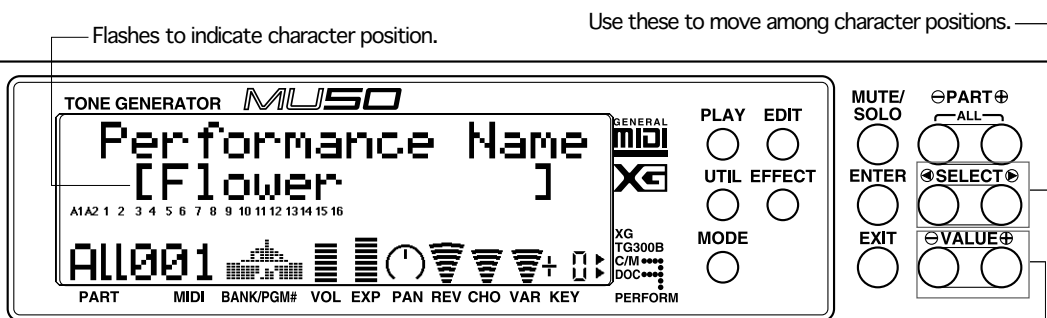 Flashes to indicate character position.
Use these to move among character positions.
TONE GENERATOR MU50
Performance Name
[Flower ]
A1 A2 1 2 3 4 5 6 7 8 9 10 11 12 13 14 15 16
All001
0
PART MIDI BANK/PGM# VOL EXP PAN REV CHO VAR KEY
GENERAL
MIDI
XG
XG
TG300B
C/M
DOC
PERFORM
PLAY EDIT
UTIL EFFECT
MODE
MUTE/
SOLO
⊖PART⊕
ALL
ENTER
SELECT
EXIT
⊖VALUE⊕